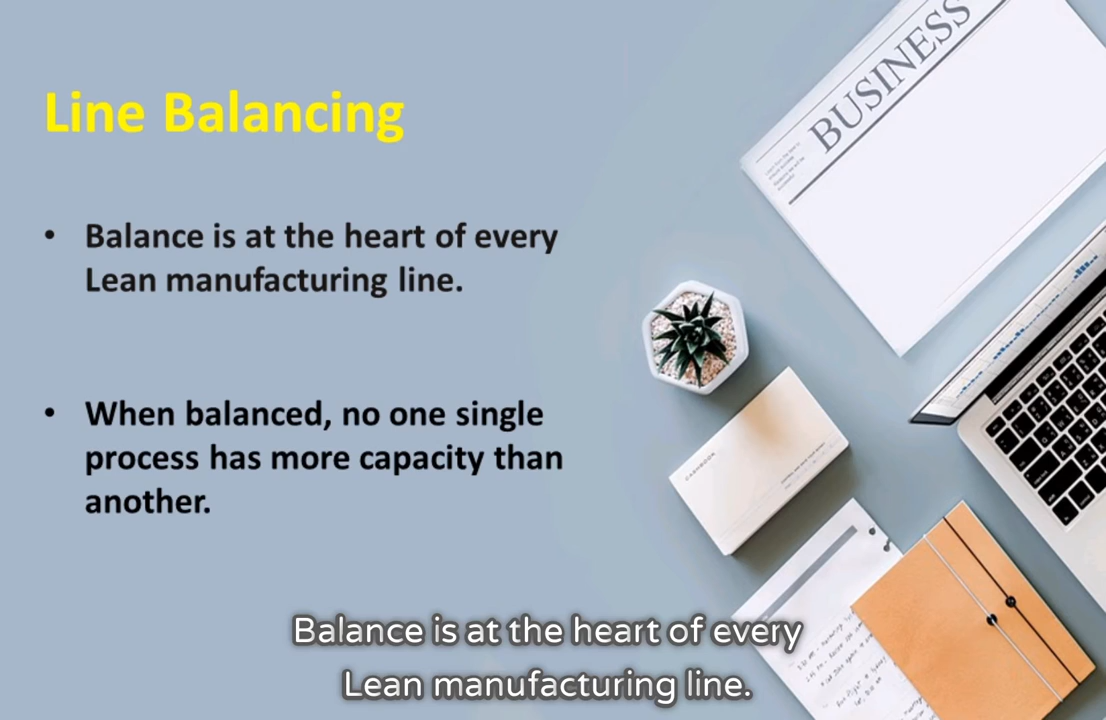 BUSINESS
Line Balancing
• Balance is at the heart of every
Lean manufacturing line.
• When balanced, no one single
process has more capacity than
another.
CASHBOOK
Balance is at the heart of every
Lean manufacturing line.